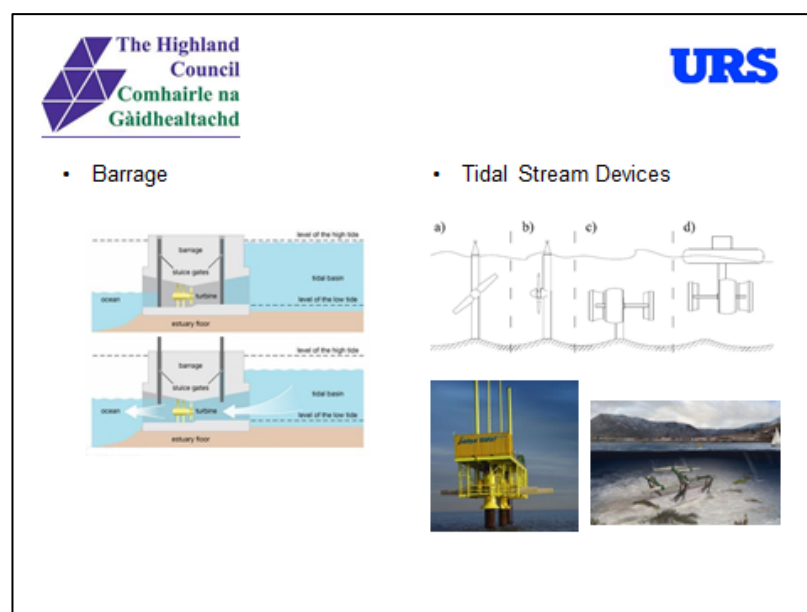 The Highland
Council
Comhairle na
Gàidhealtachd
URS
• Barrage
level of the high tide
barrage
sluice gates
tidal basin
ocean
turbine
level of the low tide
estuary floor
level of the high tide
barrage
sluice gates
tidal basin
ocean
turbine
level of the low tide
estuary floor
• Tidal Stream Devices
a) b) c) d)